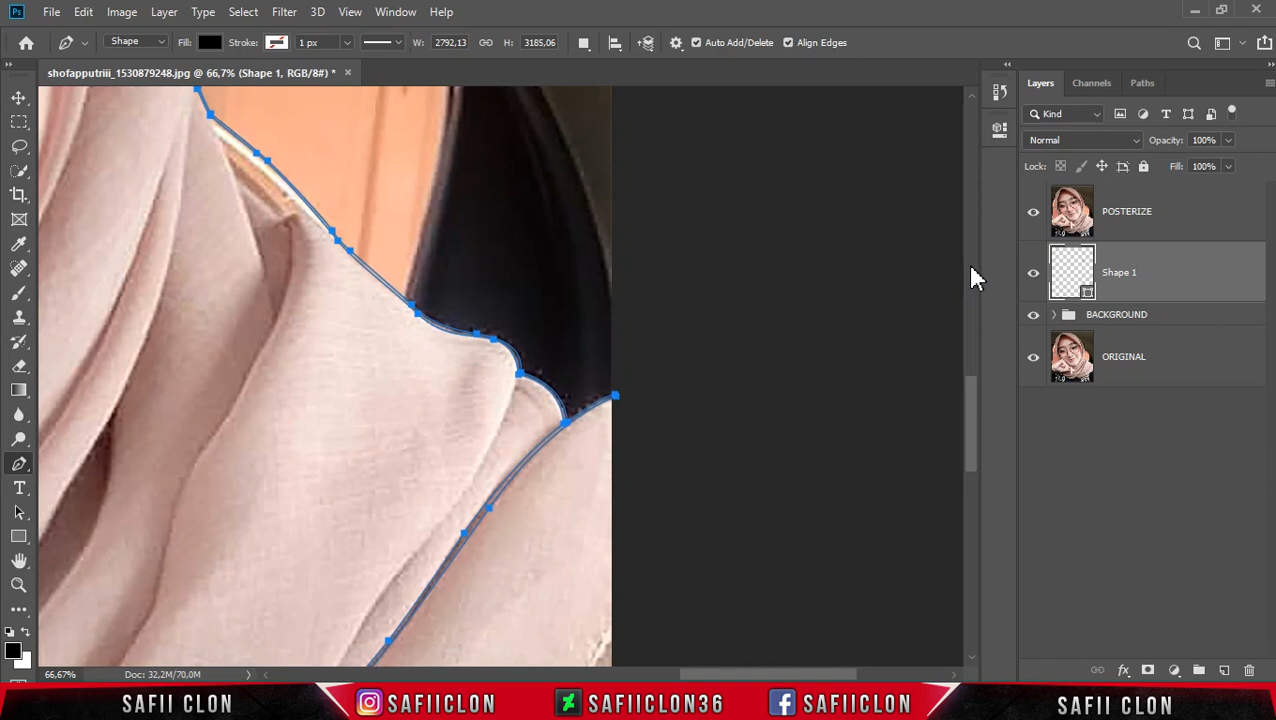 Ps File Edit Image Layer Type Select Filter 3D View Window Help
Shape Fill: Stroke: 1 px W: 2792,13 H: 3185,06 Auto Add/Delete Align Edges
shofapputriii_1530879248.jpg @ 66,7% (Shape 1, RGB/8#) * ×
Layers Channels Paths
Kind
Normal Opacity: 100%
Lock: Fill: 100%
POSTERIZE
Shape 1
BACKGROUND
ORIGINAL
66,67% Doc: 32,2M/70,0M
SAFII CLON SAFIICLON SAFIICLON36 SAFIICLON SAFII CLON